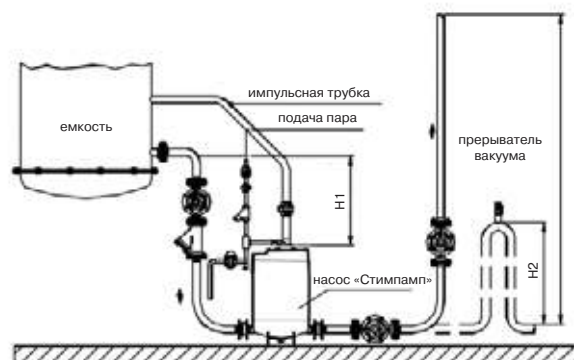 импульсная трубка
подача пара
емкость
прерыватель
вакуума
H1
H2
насос «Стимпамп»